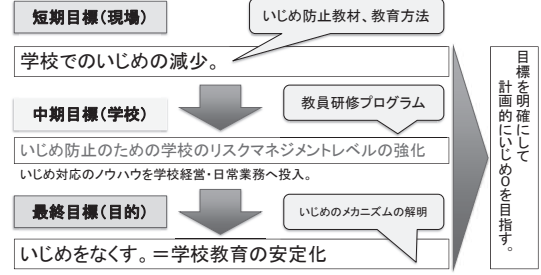 短期目標（現場）
いじめ防止教材、教育方法
学校でのいじめの減少。
中期目標（学校）
教員研修プログラム
いじめ防止のための学校のリスクマネジメントレベルの強化
いじめ対応のノウハウを学校経営・日常業務へ投入。
最終目標（目的）
いじめのメカニズムの解明
いじめをなくす。＝学校教育の安定化
目標を明確にして
計画的にいじめ０を目指す。